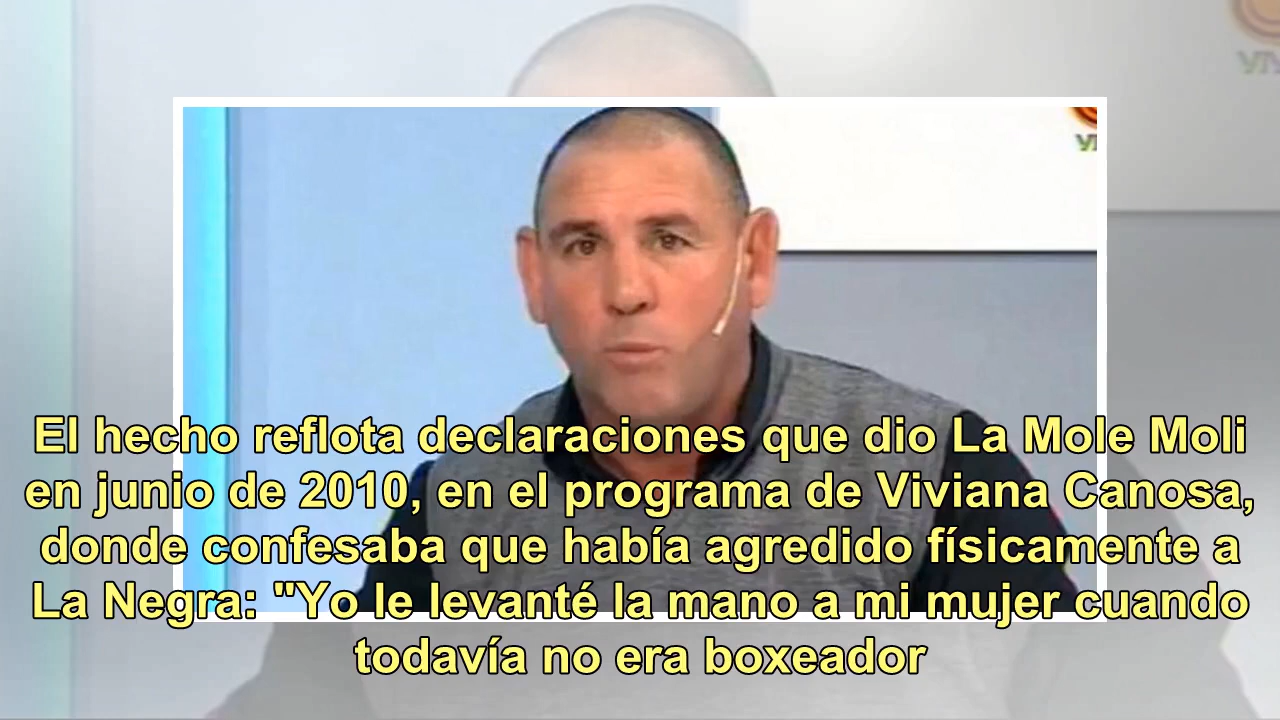 El hecho reflota declaraciones que dio La Mole Moli
en junio de 2010, en el programa de Viviana Canosa,
donde confesaba que había agredido físicamente a
La Negra: "Yo le levanté la mano a mi mujer cuando
todavía no era boxeador